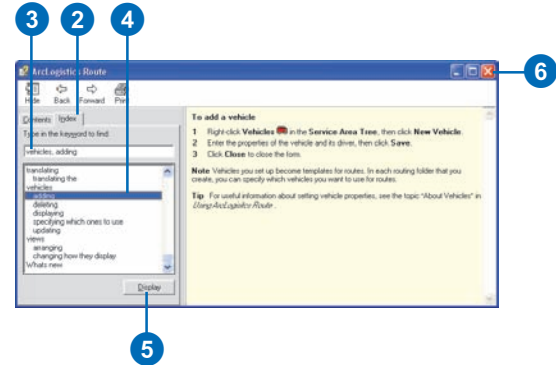 3
2
4
6
5
ArcLogistics Route
Hide Back Forward Print
Contents Index
Type in the keyword to find:
vehicles, adding
translating
translating the
vehicles
adding
deleting
displaying
specifying which ones to use
updating
views
arranging
changing how they display
Whats new
Display
To add a vehicle
1 Right-click Vehicles in the Service Area Tree, then click New Vehicle.
2 Enter the properties of the vehicle and its driver, then click Save.
3 Click Close to close the form.
Note Vehicles you set up become templates for routes. In each routing folder that you
create, you can specify which vehicles you want to use for routes.
Tip For useful information about setting vehicle properties, see the topic "About Vehicles" in
Using ArcLogistics Route .